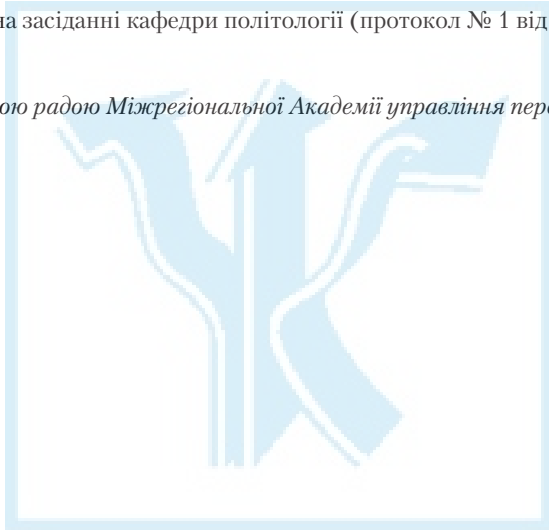 на засіданні кафедри політології (протокол № 1 від
ою радою Міжрегіональної Академії управління пер